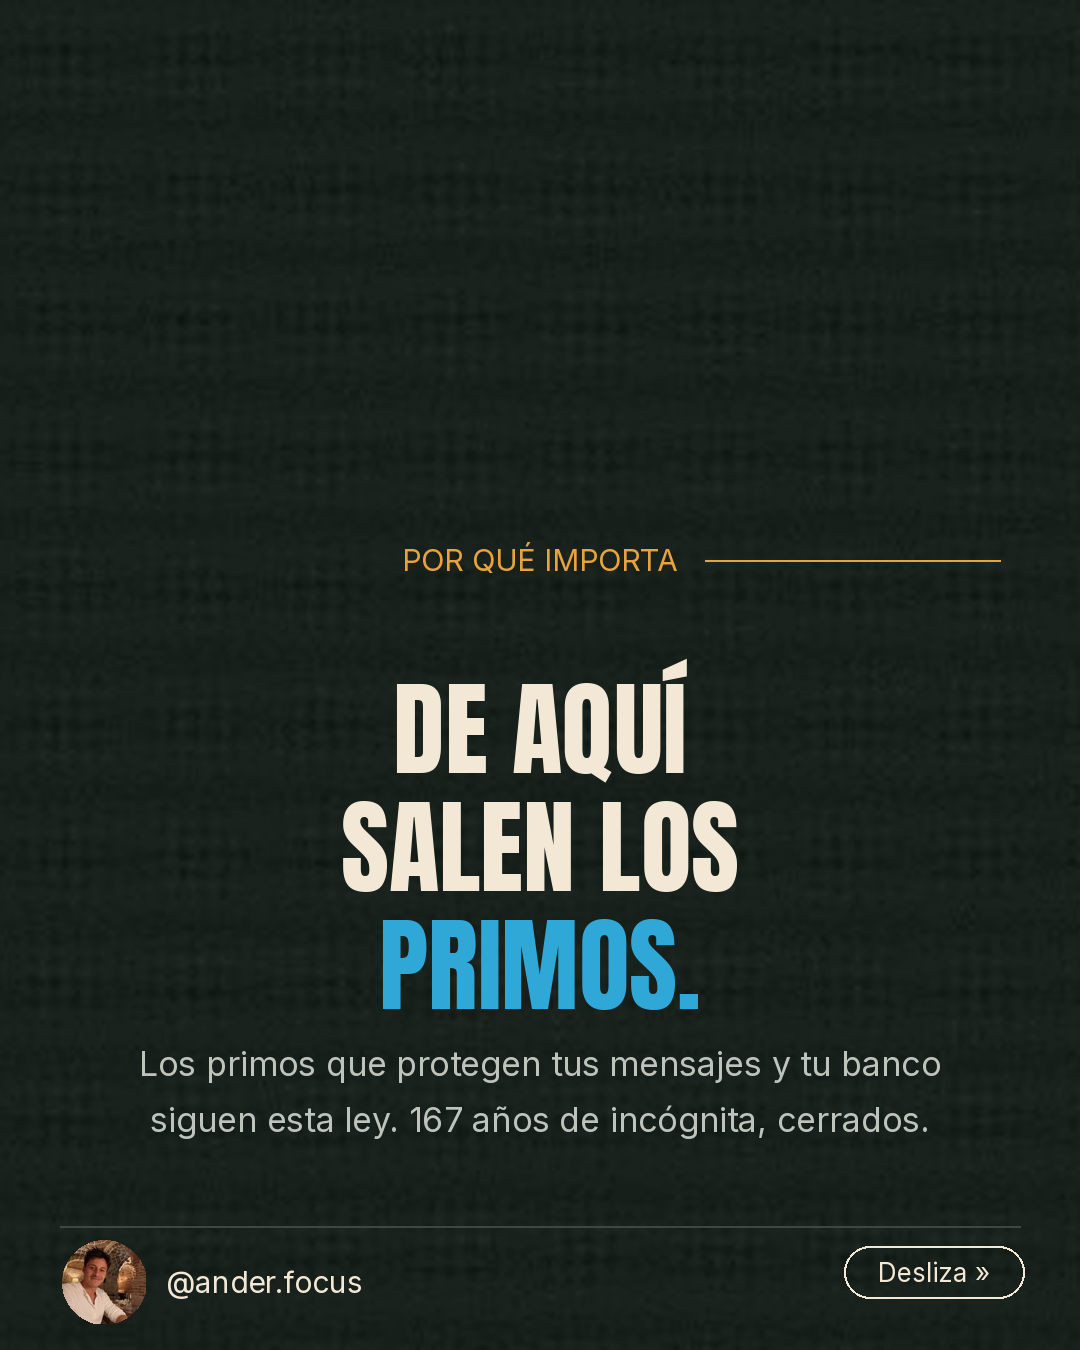 POR QUÉ IMPORTA
DE AQUÍ
SALEN LOS
PRIMOS.
Los primos que protegen tus mensajes y tu banco
siguen esta ley. 167 años de incógnita, cerrados.
@ander.focus
Desliza »